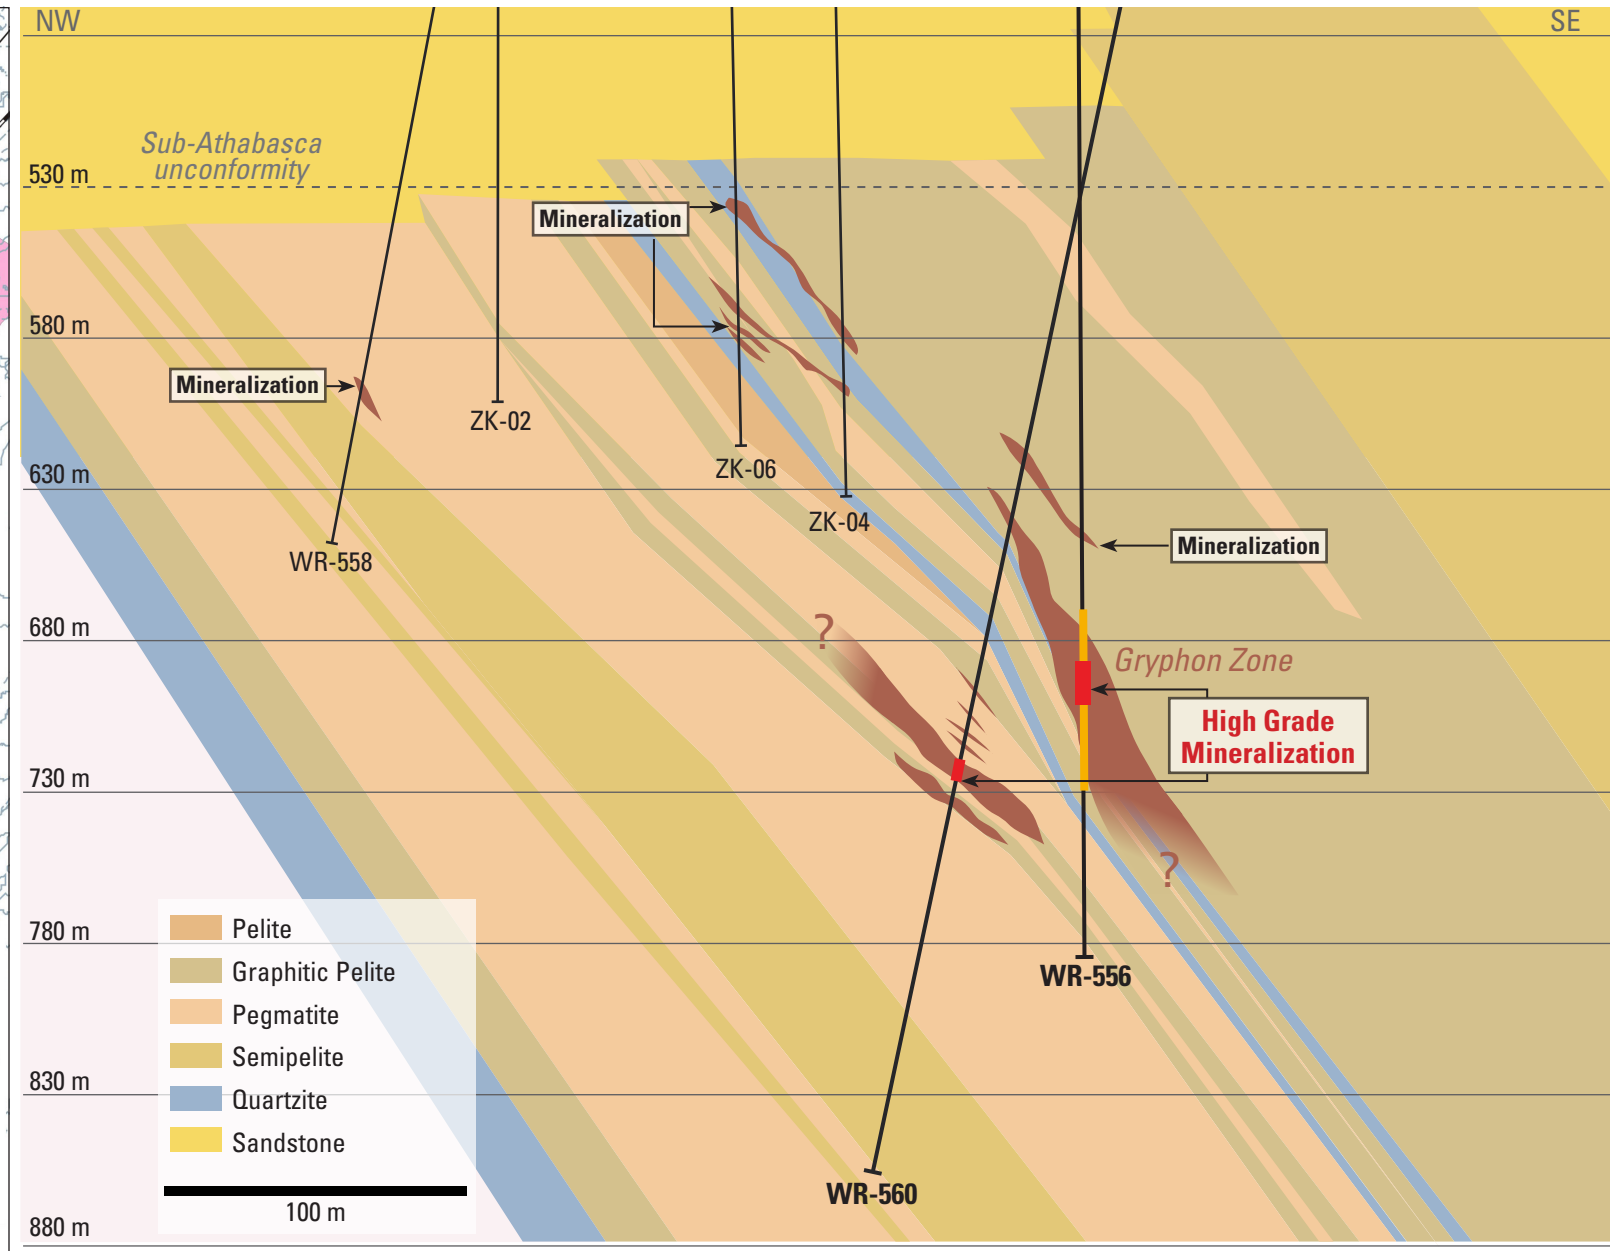 NW
SE
Sub-Athabasca
unconformity
530 m
Mineralization
580 m
Mineralization
ZK-02
ZK-06
630 m
ZK-04
WR-558
Mineralization
680 m
?
Gryphon Zone
High Grade
Mineralization
730 m
?
780 m
WR-556
830 m
WR-560
880 m
Pelite
Graphitic Pelite
Pegmatite
Semipelite
Quartzite
Sandstone
100 m